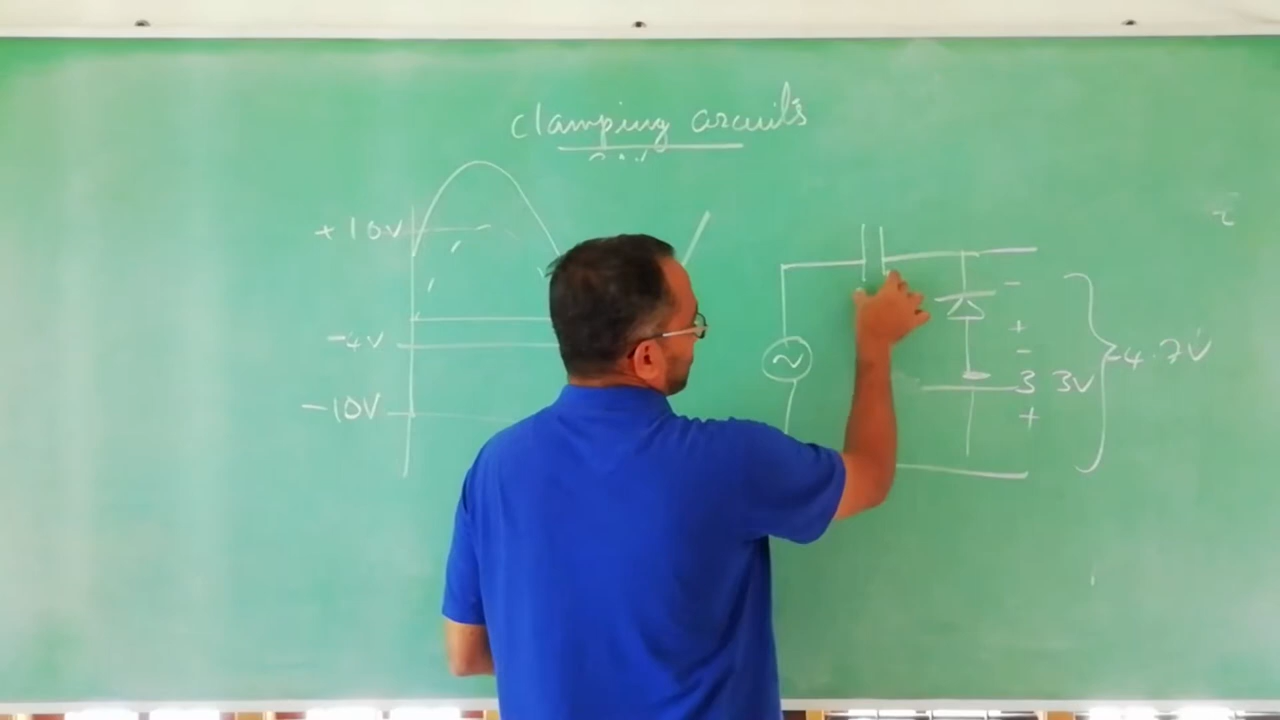 clamping circuits
+10V
-4V
-10V
-
+
-
3 3V
+
-4.7V